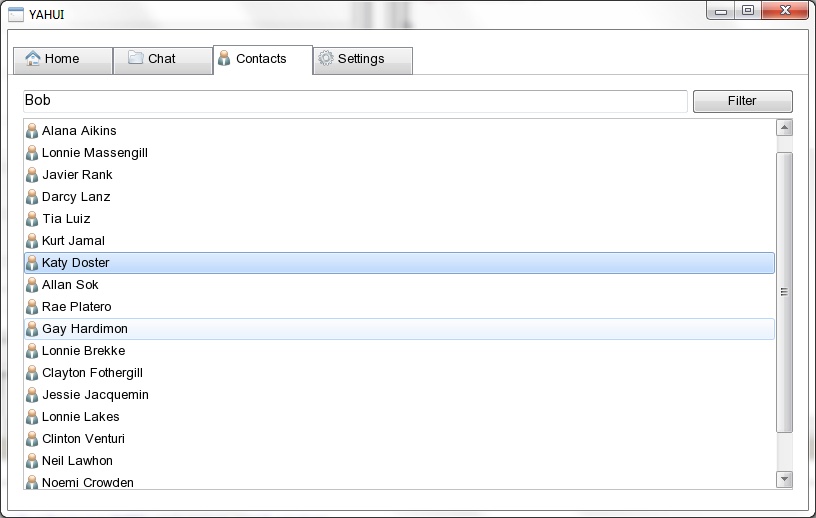 YAHUI
Home Chat Contacts Settings
Bob Filter
Alana Aikins
Lonnie Massengill
Javier Rank
Darcy Lanz
Tia Luiz
Kurt Jamal
Katy Doster
Allan Sok
Rae Platero
Gay Hardimon
Lonnie Brekke
Clayton Fothergill
Jessie Jacquemin
Lonnie Lakes
Clinton Venturi
Neil Lawhon
Noemi Crowden